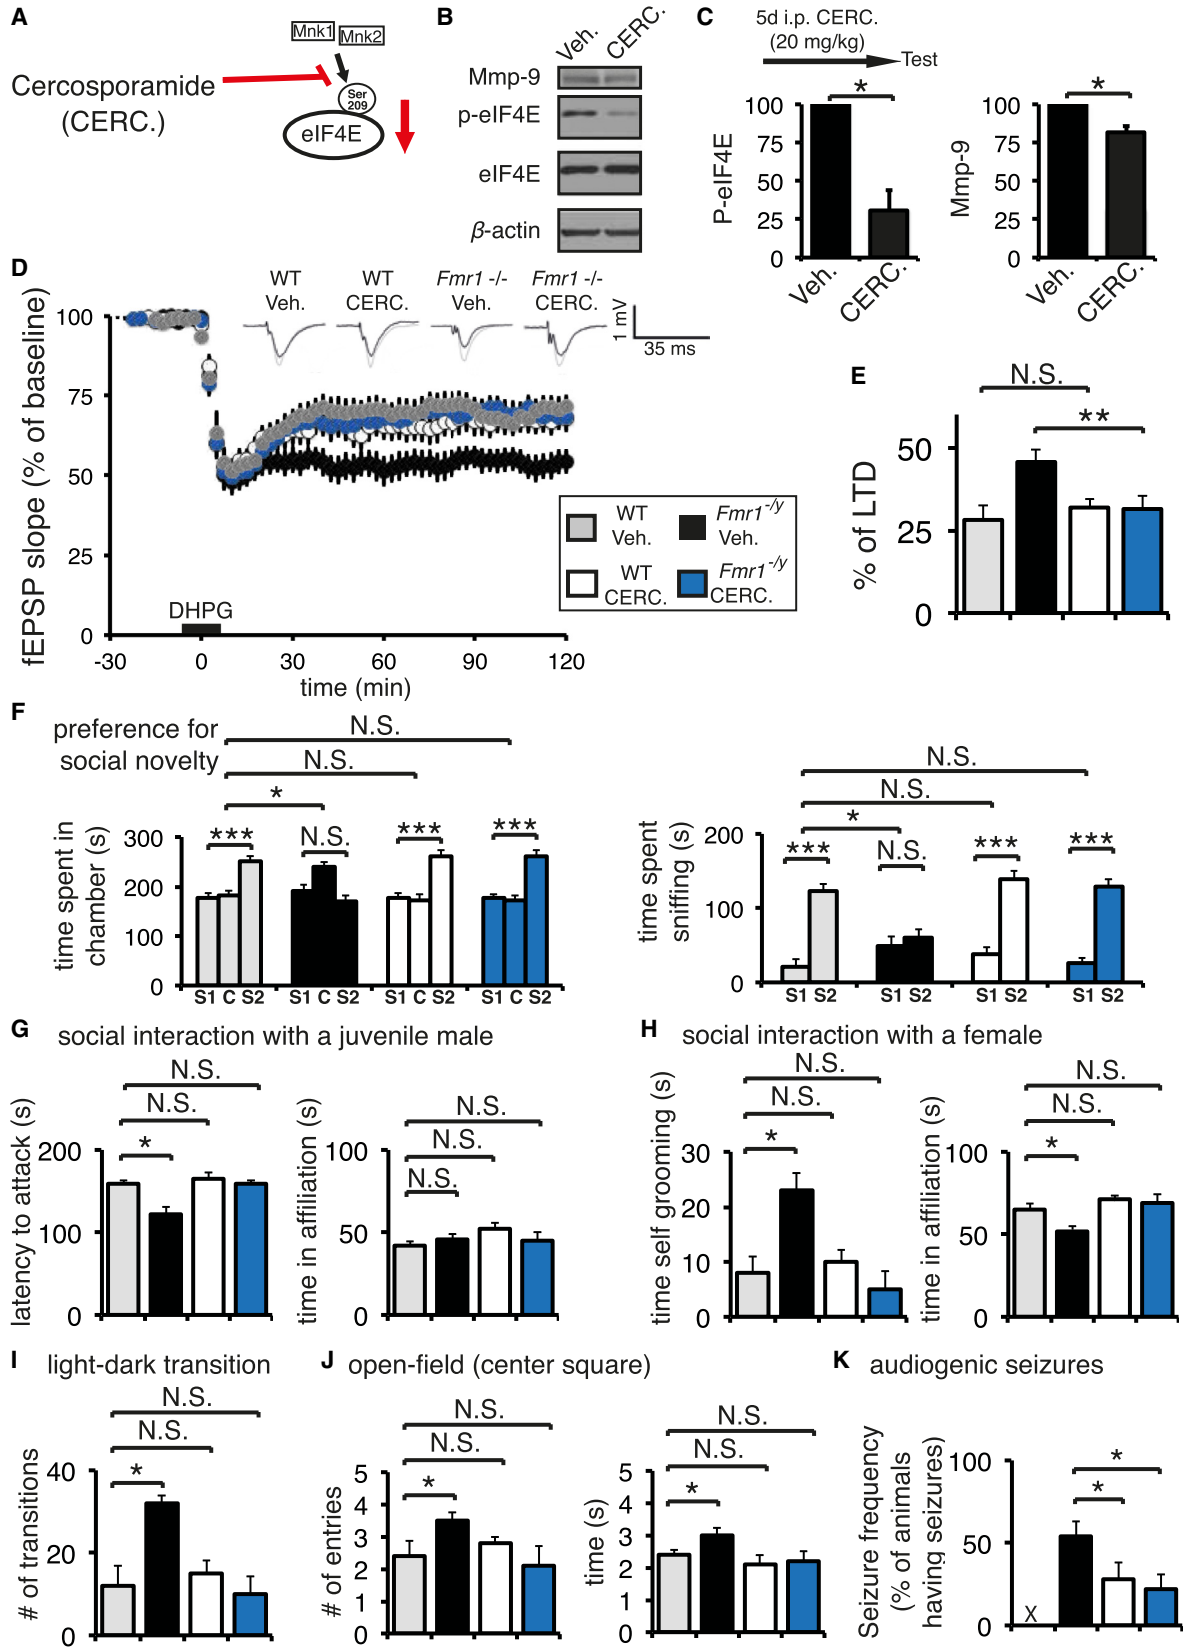 A
Mnk1
Mnk2
Cercosporamide
(CERC.)
Ser
209
eIF4E
B
Veh.
CERC.
Mmp-9
p-eIF4E
eIF4E
β-actin
C
5d i.p. CERC.
(20 mg/kg)
Test
*
100
75
50
25
0
P-eIF4E
Veh.
CERC.
*
100
75
50
25
0
Mmp-9
Veh.
CERC.
D
WT
Veh.
WT
CERC.
Fmr1 -/-
Veh.
Fmr1 -/-
CERC.
1 mV
35 ms
fEPSP slope (% of baseline)
100
75
50
25
0
DHPG
-30
0
30
60
90
120
time (min)
WT
Veh.
Fmr1 -/y
Veh.
WT
CERC.
Fmr1 -/y
CERC.
E
N.S.
**
% of LTD
50
25
0
F
preference for
social novelty
N.S.
N.S.
*
*** N.S. *** ***
time spent in
chamber (s)
300
200
100
0
S1 C S2 S1 C S2 S1 C S2 S1 C S2
N.S.
N.S.
*
*** N.S. *** ***
time spent
sniffing (s)
200
100
0
S1 S2 S1 S2 S1 S2 S1 S2
G social interaction with a juvenile male
N.S.
N.S.
*
latency to attack (s)
200
100
0
N.S.
N.S.
N.S.
time in affiliation (s)
100
50
0
H social interaction with a female
N.S.
N.S.
*
time self grooming (s)
30
20
10
0
N.S.
N.S.
*
time in affiliation (s)
100
50
0
I light-dark transition
N.S.
N.S.
*
# of transitions
40
20
0
J open-field (center square)
N.S.
N.S.
*
# of entries
5
4
3
2
1
0
N.S.
N.S.
*
time (s)
5
4
3
2
1
0
K audiogenic seizures
*
*
Seizure frequency
(% of animals
having seizures)
100
50
0
X